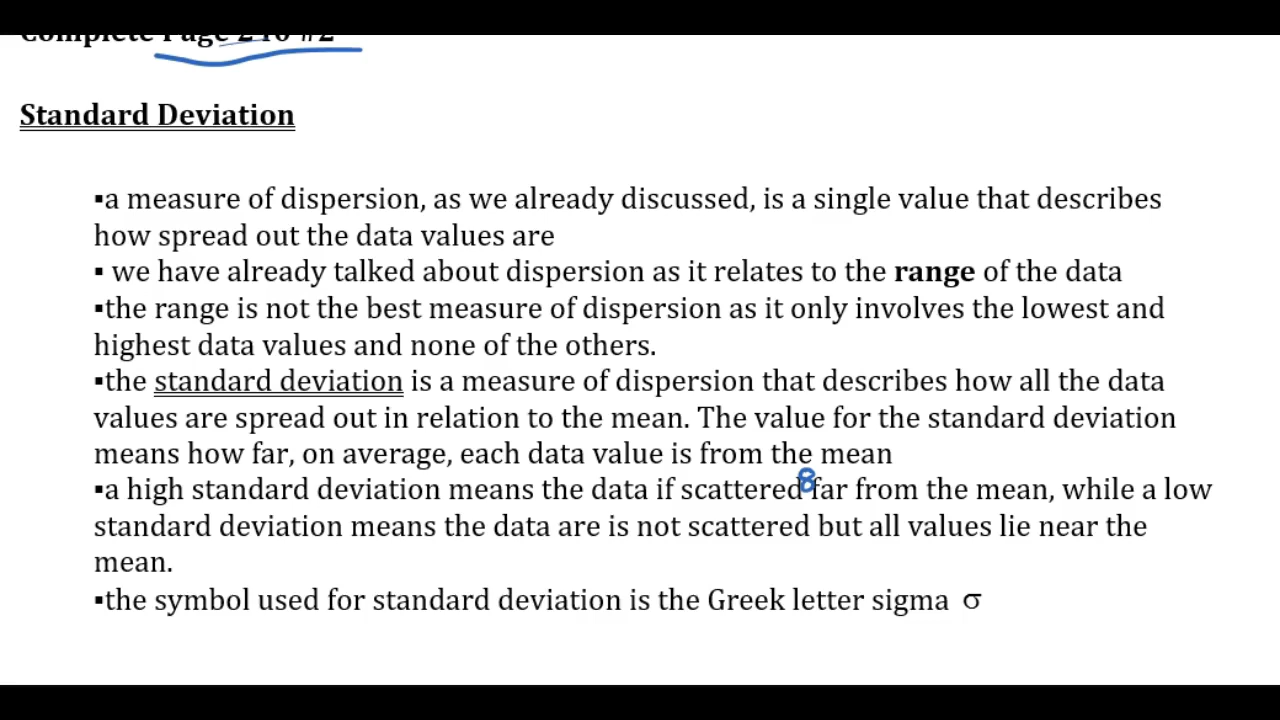 Complete Page 210 #2
Standard Deviation
▪a measure of dispersion, as we already discussed, is a single value that describes
how spread out the data values are
▪ we have already talked about dispersion as it relates to the range of the data
▪the range is not the best measure of dispersion as it only involves the lowest and
highest data values and none of the others.
▪the standard deviation is a measure of dispersion that describes how all the data
values are spread out in relation to the mean. The value for the standard deviation
means how far, on average, each data value is from the mean
8
▪a high standard deviation means the data if scattered far from the mean, while a low
standard deviation means the data are is not scattered but all values lie near the
mean.
▪the symbol used for standard deviation is the Greek letter sigma σ